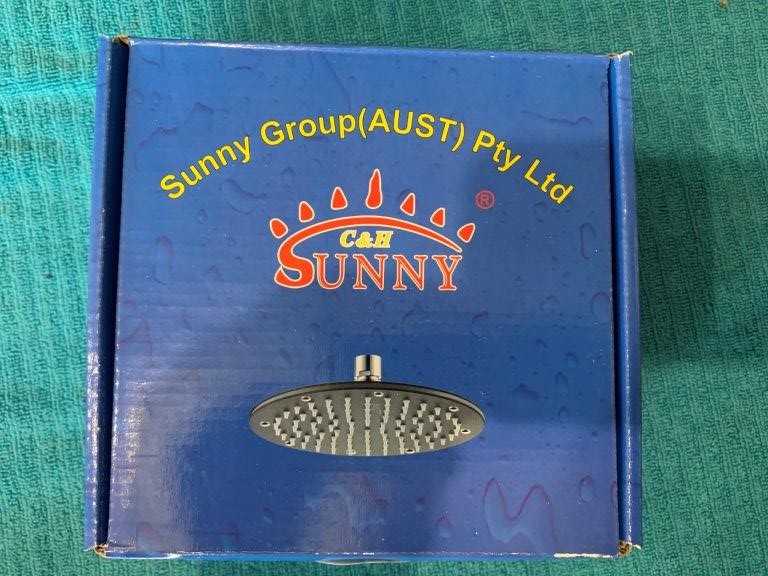 Sunny Group(AUST) Pty Ltd
®
C&H
SUNNY